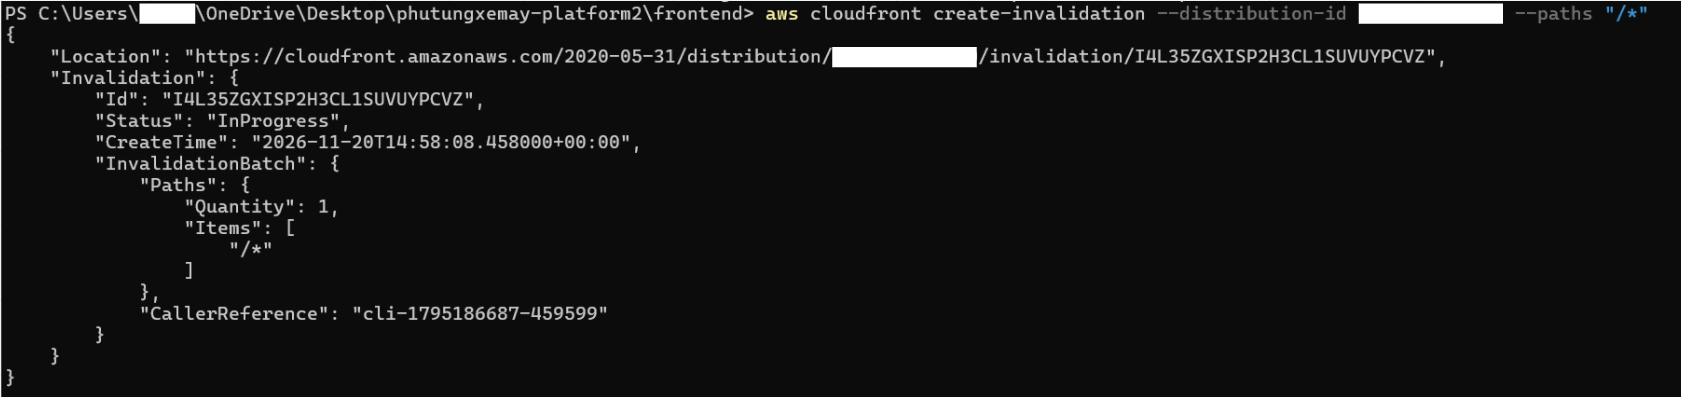 PS C:\Users\ \OneDrive\Desktop\phutungxemay-platform2\frontend> aws cloudfront create-invalidation --distribution-id --paths "/*"
{
    "Location": "https://cloudfront.amazonaws.com/2020-05-31/distribution/ /invalidation/I4L35ZGXISP2H3CL1SUVUYPCVZ",
    "Invalidation": {
        "Id": "I4L35ZGXISP2H3CL1SUVUYPCVZ",
        "Status": "InProgress",
        "CreateTime": "2026-11-20T14:58:08.458000+00:00",
        "InvalidationBatch": {
            "Paths": {
                "Quantity": 1,
                "Items": [
                    "/*"
                ]
            },
            "CallerReference": "cli-1795186687-459599"
        }
    }
}